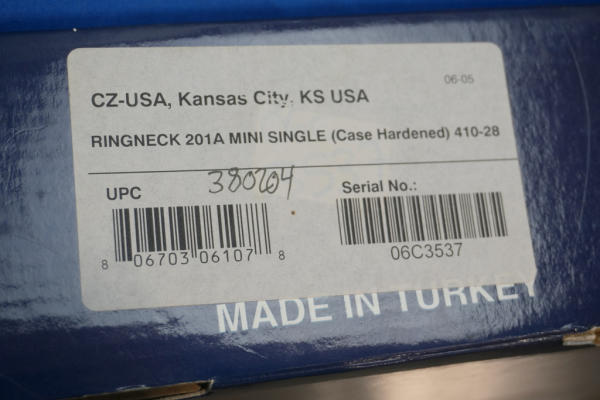 06-05
CZ-USA, Kansas City, KS USA
RINGNECK 201A MINI SINGLE (Case Hardened) 410-28
UPC
380204
Serial No.:
8 06703 06107 8
06C3537
MADE IN TURKEY